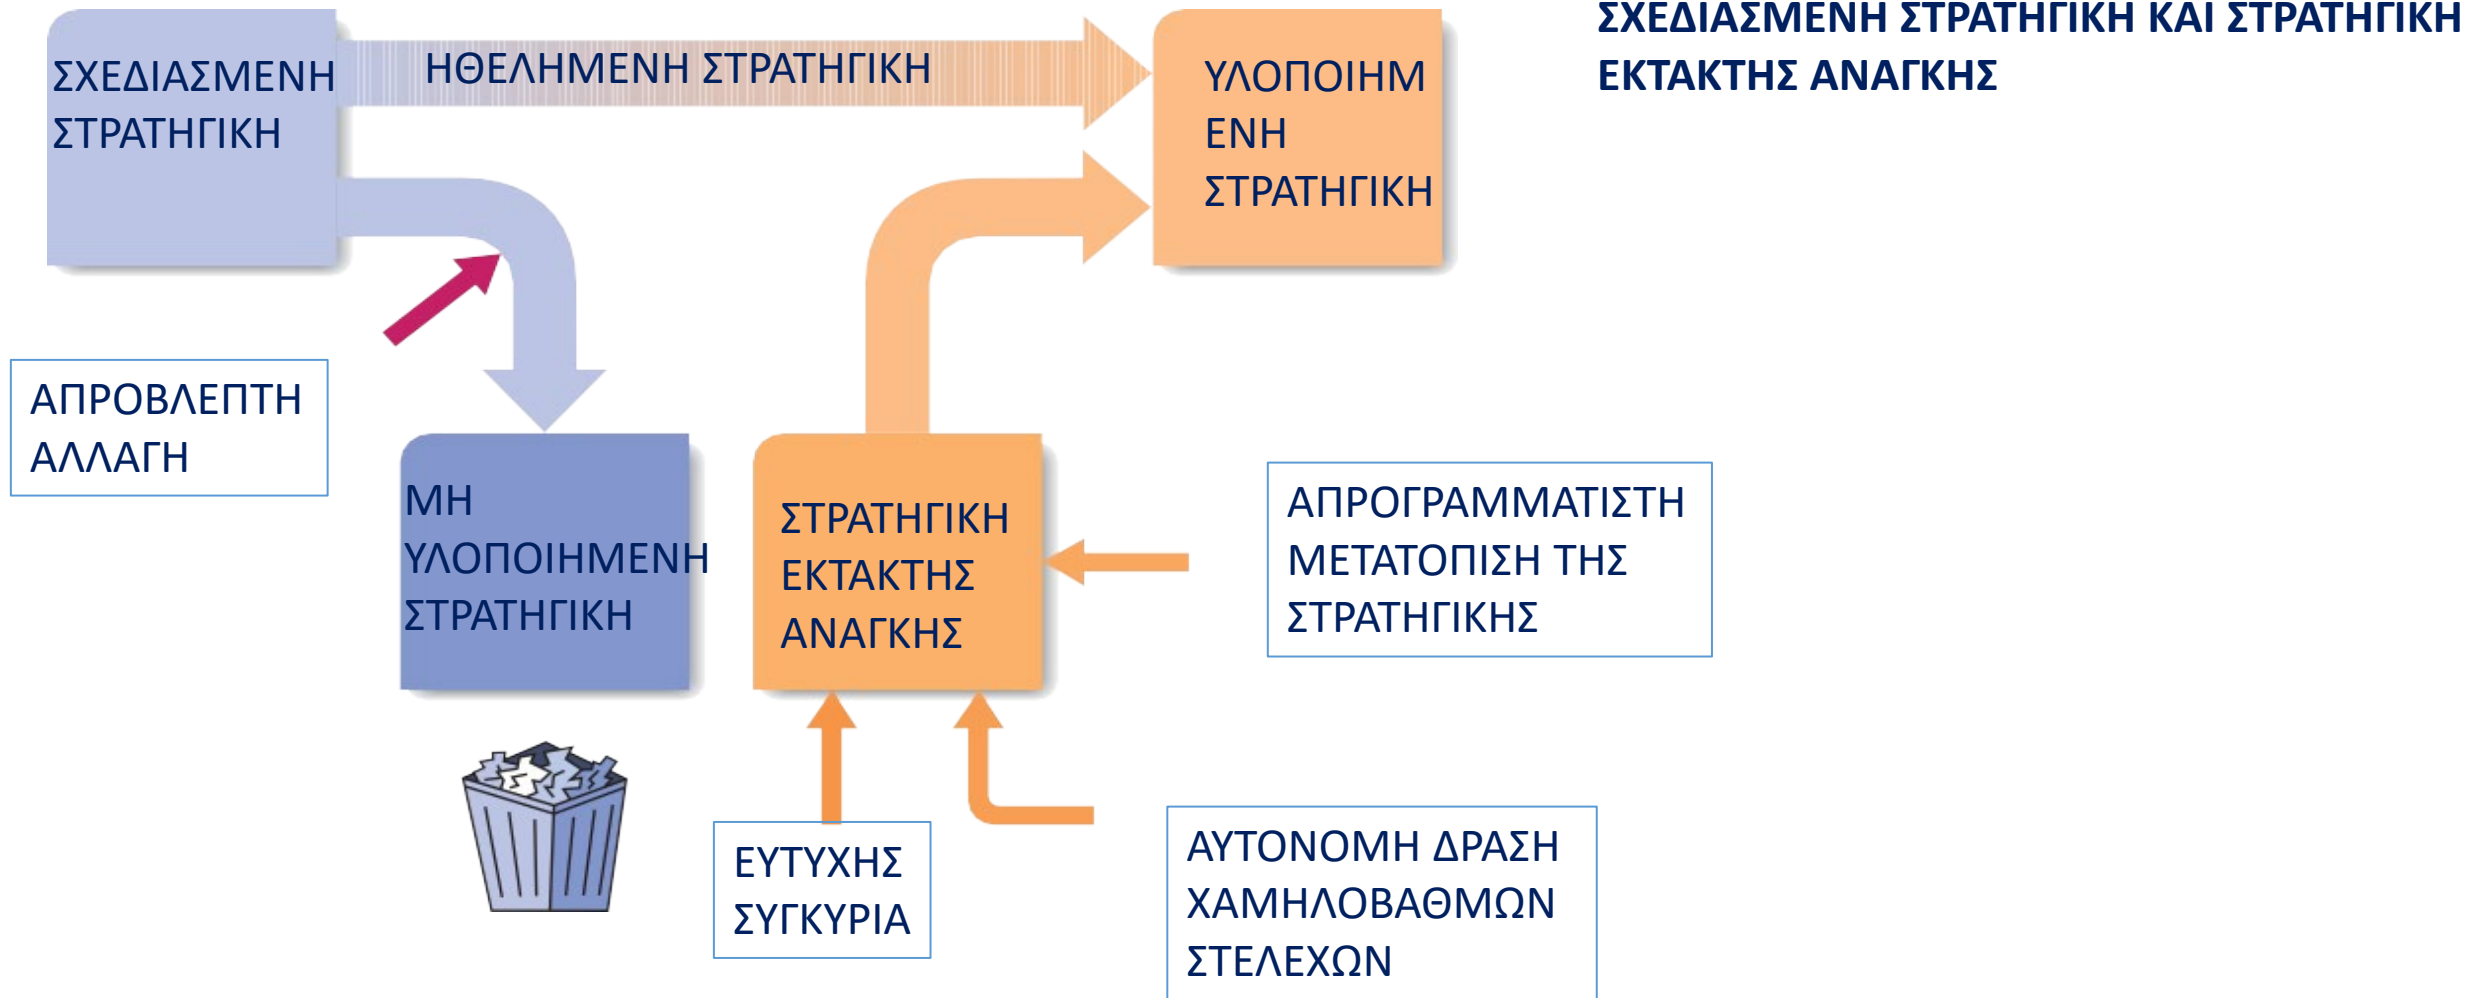 ΣΧΕΔΙΑΣΜΕΝΗ ΣΤΡΑΤΗΓΙΚΗ ΚΑΙ ΣΤΡΑΤΗΓΙΚΗ
ΕΚΤΑΚΤΗΣ ΑΝΑΓΚΗΣ
ΣΧΕΔΙΑΣΜΕΝΗ
ΣΤΡΑΤΗΓΙΚΗ
ΗΘΕΛΗΜΕΝΗ ΣΤΡΑΤΗΓΙΚΗ
ΥΛΟΠΟΙΗΜ
ΕΝΗ
ΣΤΡΑΤΗΓΙΚΗ
ΑΠΡΟΒΛΕΠΤΗ
ΑΛΛΑΓΗ
ΜΗ
ΥΛΟΠΟΙΗΜΕΝΗ
ΣΤΡΑΤΗΓΙΚΗ
ΣΤΡΑΤΗΓΙΚΗ
ΕΚΤΑΚΤΗΣ
ΑΝΑΓΚΗΣ
ΑΠΡΟΓΡΑΜΜΑΤΙΣΤΗ
ΜΕΤΑΤΟΠΙΣΗ ΤΗΣ
ΣΤΡΑΤΗΓΙΚΗΣ
ΕΥΤΥΧΗΣ
ΣΥΓΚΥΡΙΑ
ΑΥΤΟΝΟΜΗ ΔΡΑΣΗ
ΧΑΜΗΛΟΒΑΘΜΩΝ
ΣΤΕΛΕΧΩΝ